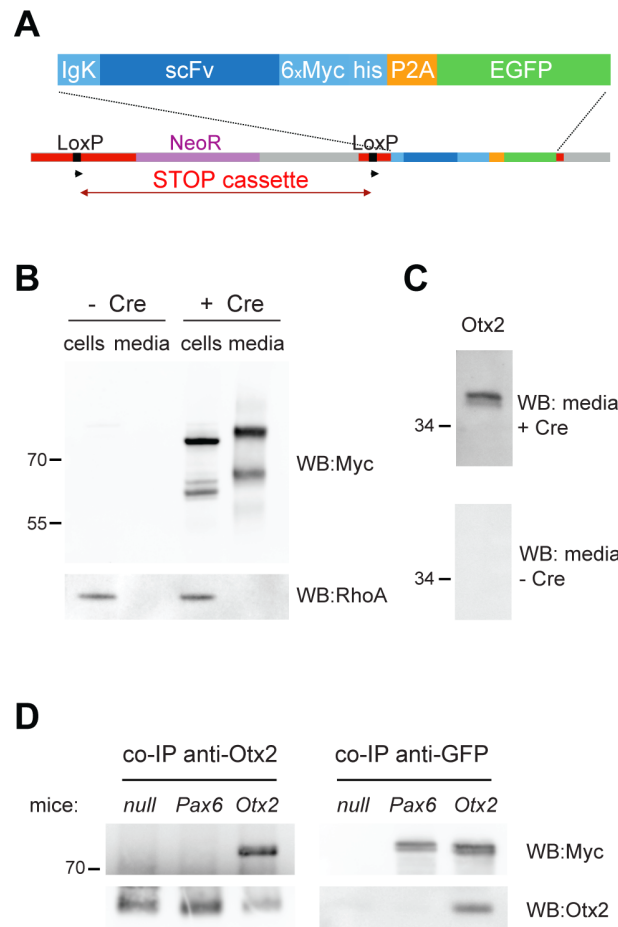 A
IgK scFv 6xMyc his P2A EGFP
LoxP NeoR LoxP
STOP cassette
B
- Cre + Cre
cells media cells media
70
55
WB:Myc
WB:RhoA
C
Otx2
34
WB: media
+ Cre
34
WB: media
- Cre
D
co-IP anti-Otx2 co-IP anti-GFP
mice: null Pax6 Otx2 null Pax6 Otx2
70
WB:Myc
WB:Otx2